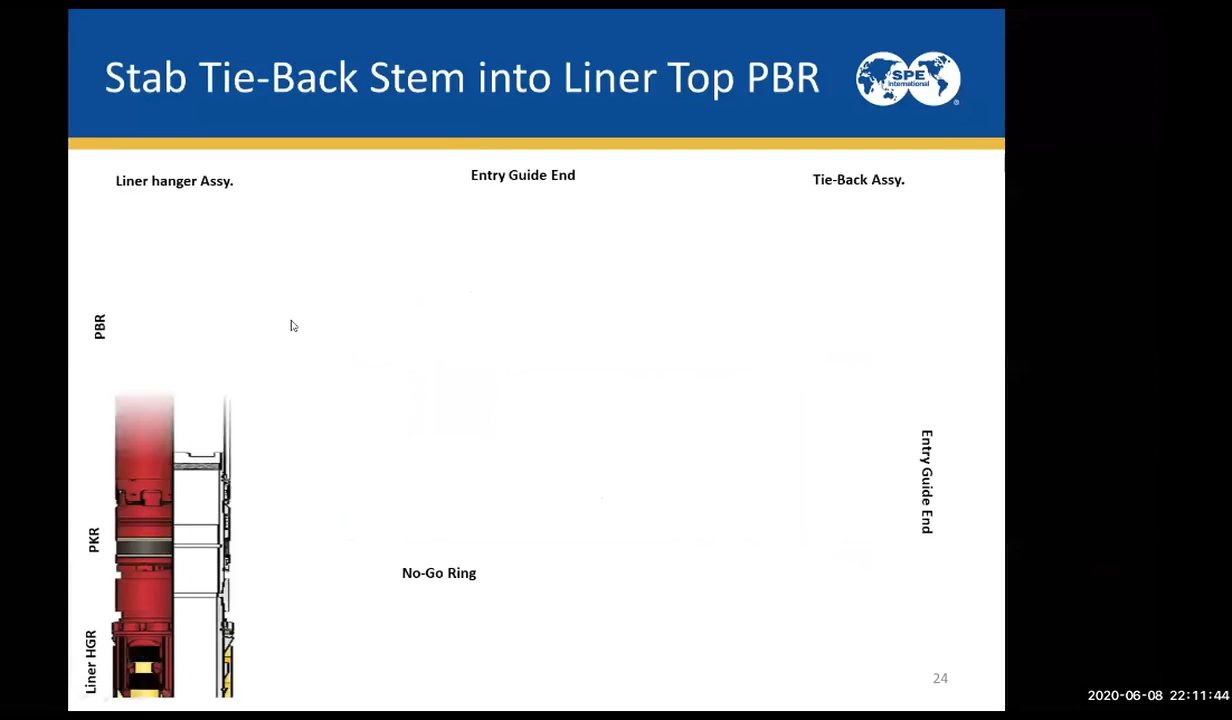 Stab Tie-Back Stem into Liner Top PBR
SPE
International
®
Liner hanger Assy.
Entry Guide End
Tie-Back Assy.
PBR
Entry Guide End
PKR
No-Go Ring
Liner HGR
24
2020-06-08 22:11:44